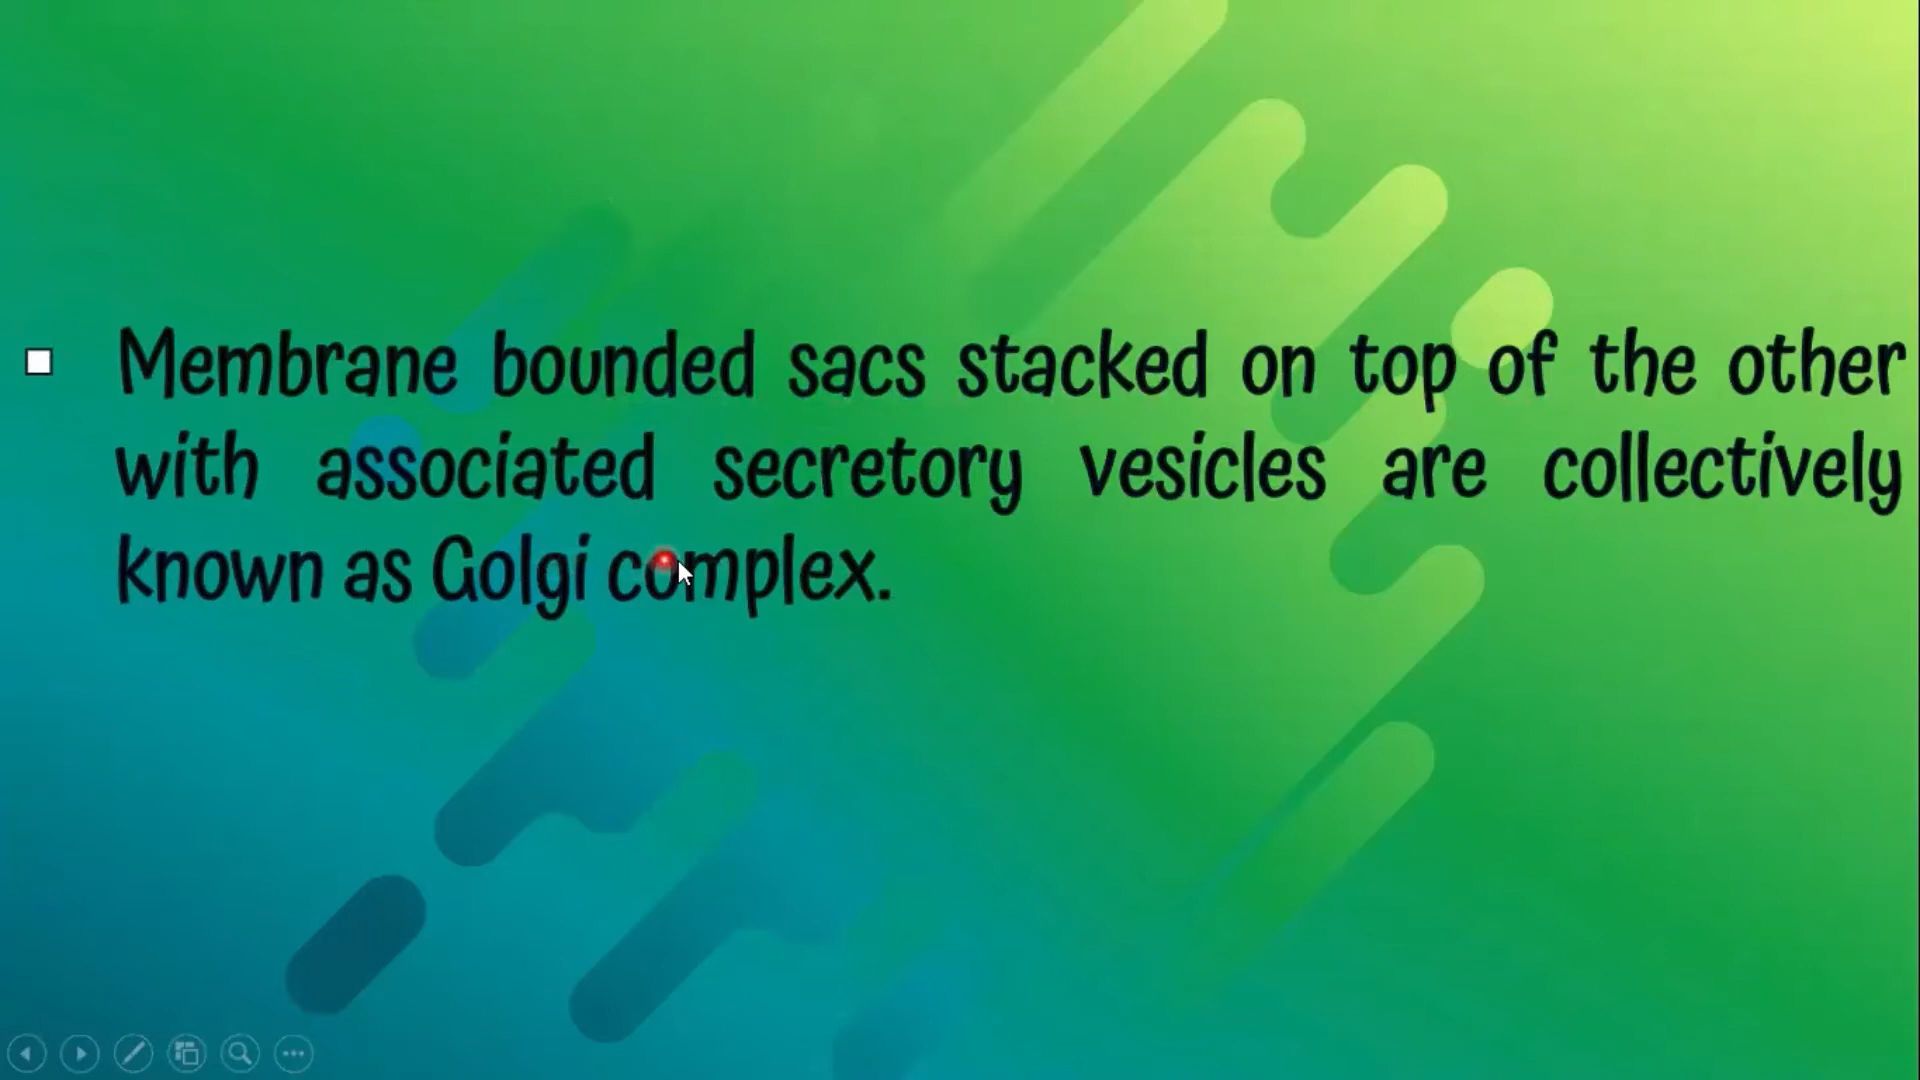 Membrane bounded sacs stacked on top of the other
with associated secretory vesicles are collectively
known as Golgi complex.